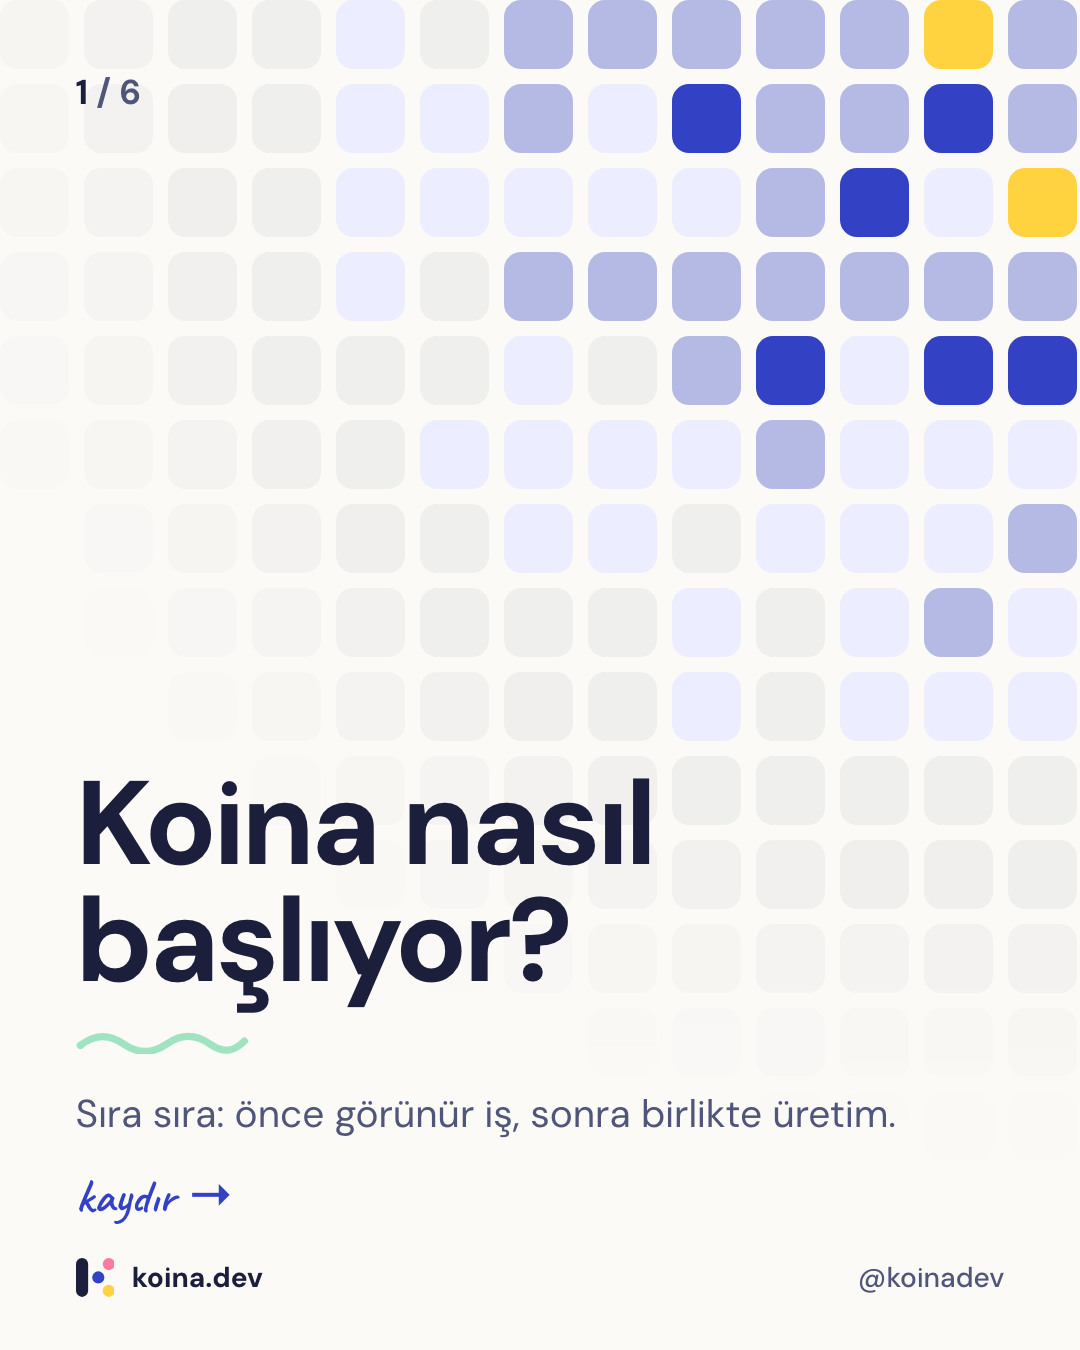 1 / 6
Koina nasıl
başlıyor?
Sıra sıra: önce görünür iş, sonra birlikte üretim.
kaydır →
koina.dev
@koinadev